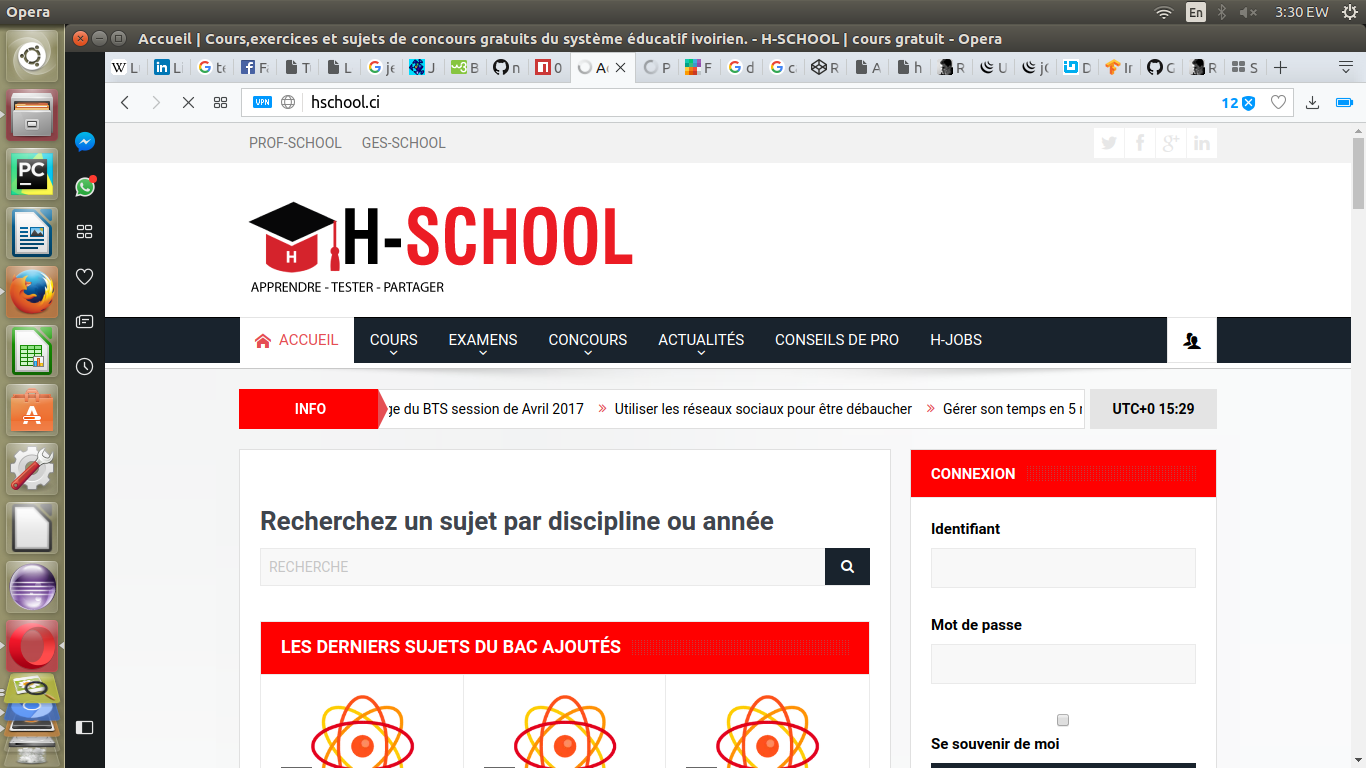 Opera
En
3:30 EW
Accueil | Cours,exercices et sujets de concours gratuits du système éducatif ivoirien. - H-SCHOOL | cours gratuit - Opera
hschool.ci
VPN
12
PC
PROF-SCHOOL GES-SCHOOL
H-SCHOOL
H
APPRENDRE - TESTER - PARTAGER
ACCUEIL COURS EXAMENS CONCOURS ACTUALITÉS CONSEILS DE PRO H-JOBS
INFO
ge du BTS session de Avril 2017 » Utiliser les réseaux sociaux pour être débaucher » Gérer son temps en 5
UTC+0 15:29
Recherchez un sujet par discipline ou année
RECHERCHE
LES DERNIERS SUJETS DU BAC AJOUTÉS
CONNEXION
Identifiant
Mot de passe
Se souvenir de moi